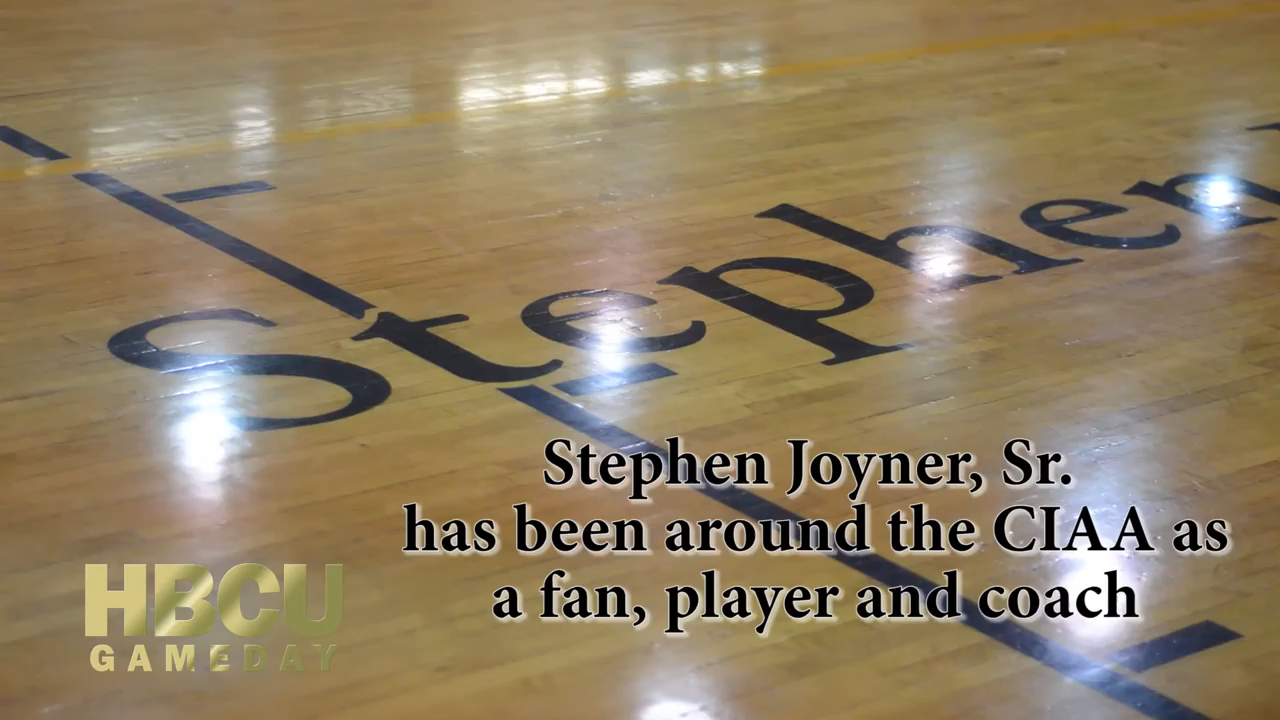 Stephen
Stephen Joyner, Sr.
has been around the CIAA as
a fan, player and coach
HBCU
GAMEDAY